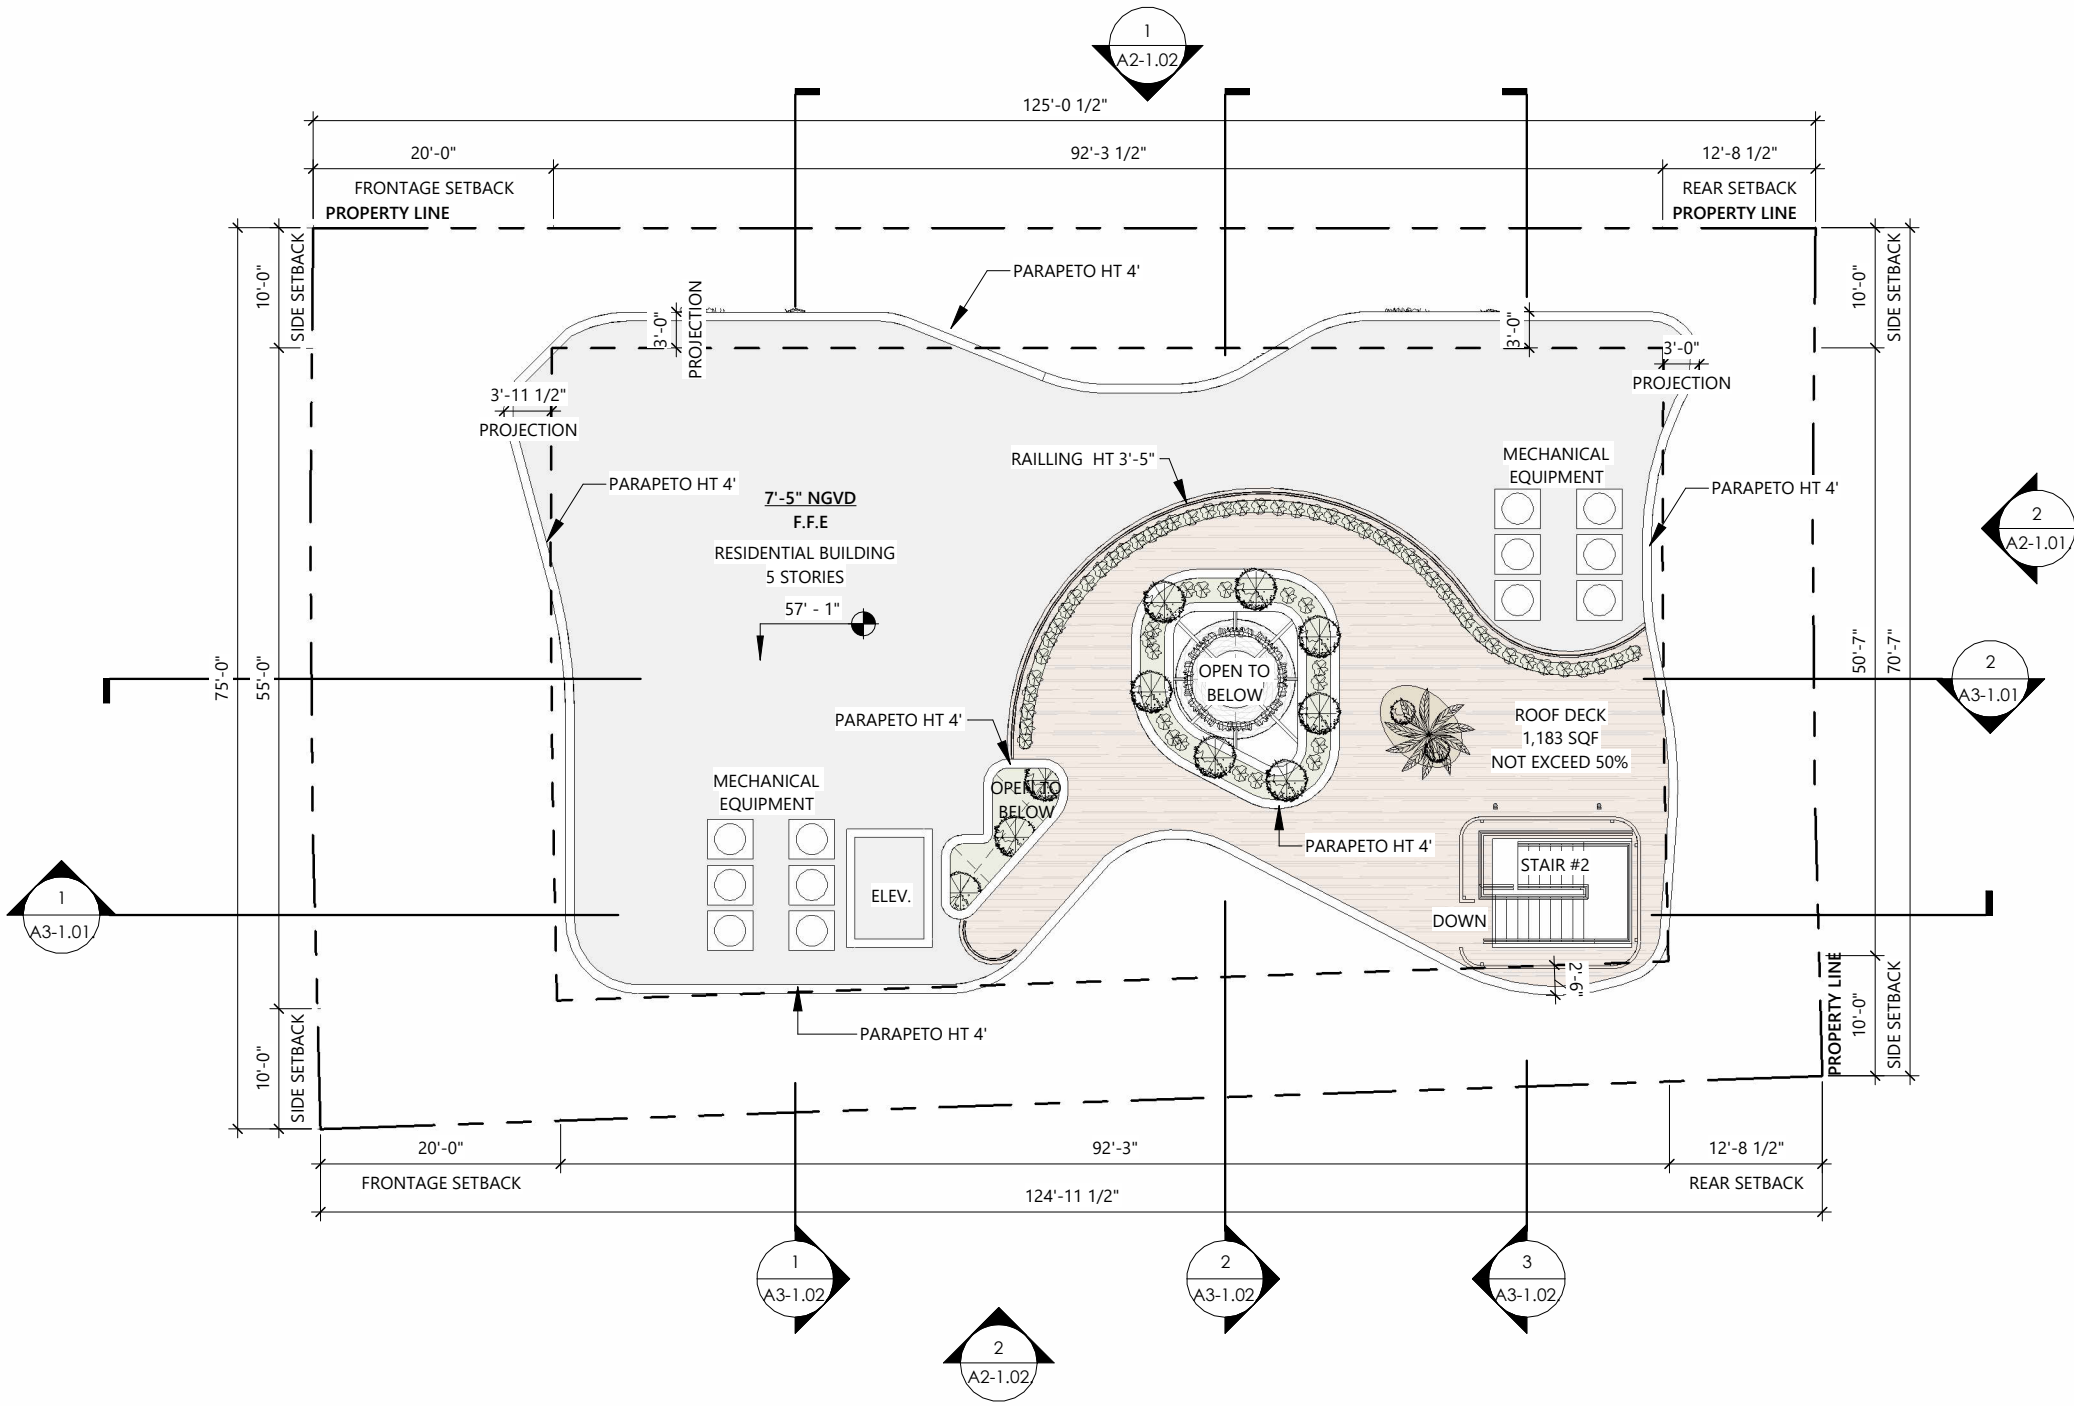 1
A2-1.02
125'-0 1/2"
20'-0"
92'-3 1/2"
12'-8 1/2"
FRONTAGE SETBACK
REAR SETBACK
PROPERTY LINE
PROPERTY LINE
SIDE SETBACK
10'-0"
10'-0"
SIDE SETBACK
PARAPETO HT 4'
3'-0"
PROJECTION
3'-0"
3'-0"
PROJECTION
3'-11 1/2"
PROJECTION
RAILLING HT 3'-5"
MECHANICAL
EQUIPMENT
PARAPETO HT 4'
PARAPETO HT 4'
7'-5" NGVD
F.F.E
RESIDENTIAL BUILDING
5 STORIES
57' - 1"
2
A2-1.01
75'-0"
55'-0"
50'-7"
70'-7"
OPEN TO
BELOW
2
A3-1.01
PARAPETO HT 4'
ROOF DECK
1,183 SQF
NOT EXCEED 50%
MECHANICAL
EQUIPMENT
OPEN TO
BELOW
PARAPETO HT 4'
STAIR #2
ELEV.
DOWN
1
A3-1.01
2'-6"
PROPERTY LINE
10'-0"
SIDE SETBACK
PARAPETO HT 4'
10'-0"
SIDE SETBACK
20'-0"
92'-3"
12'-8 1/2"
FRONTAGE SETBACK
REAR SETBACK
124'-11 1/2"
1
A3-1.02
2
A3-1.02
3
A3-1.02
2
A2-1.02